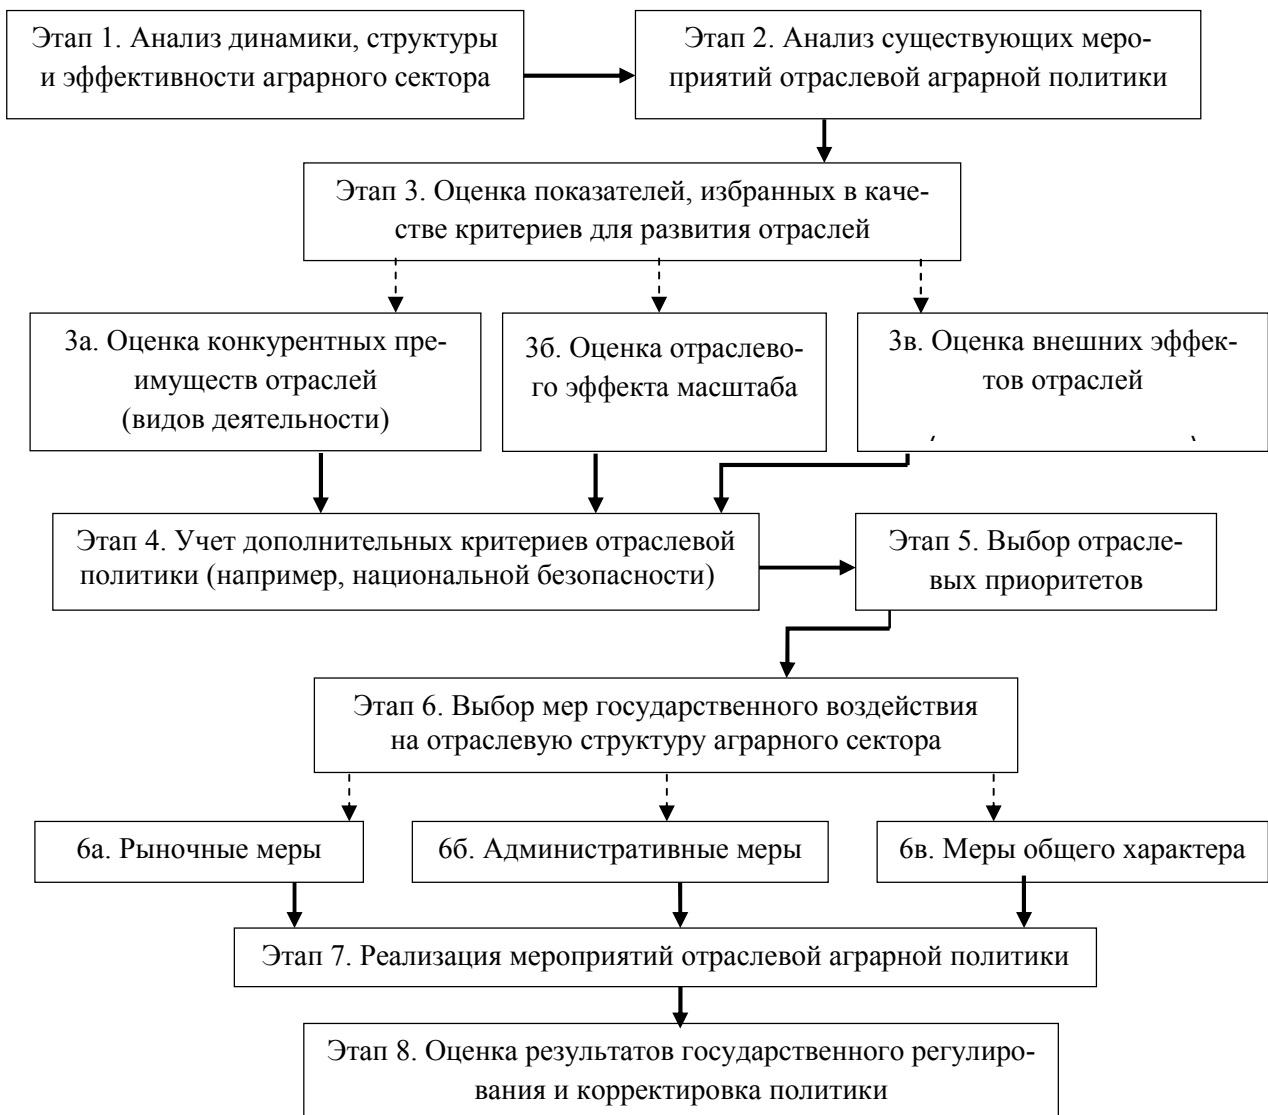 Этап 1. Анализ динамики, структуры
и эффективности аграрного сектора
Этап 2. Анализ существующих меро-
приятий отраслевой аграрной политики
Этап 3. Оценка показателей, избранных в каче-
стве критериев для развития отраслей
3а. Оценка конкурентных пре-
имуществ отраслей
(видов деятельности)
3б. Оценка отраслево-
го эффекта масштаба
3в. Оценка внешних эффек-
тов отраслей
Этап 4. Учет дополнительных критериев отраслевой
политики (например, национальной безопасности)
Этап 5. Выбор отрасле-
вых приоритетов
Этап 6. Выбор мер государственного воздействия
на отраслевую структуру аграрного сектора
6а. Рыночные меры
6б. Административные меры
6в. Меры общего характера
Этап 7. Реализация мероприятий отраслевой аграрной политики
Этап 8. Оценка результатов государственного регулиро-
вания и корректировка политики